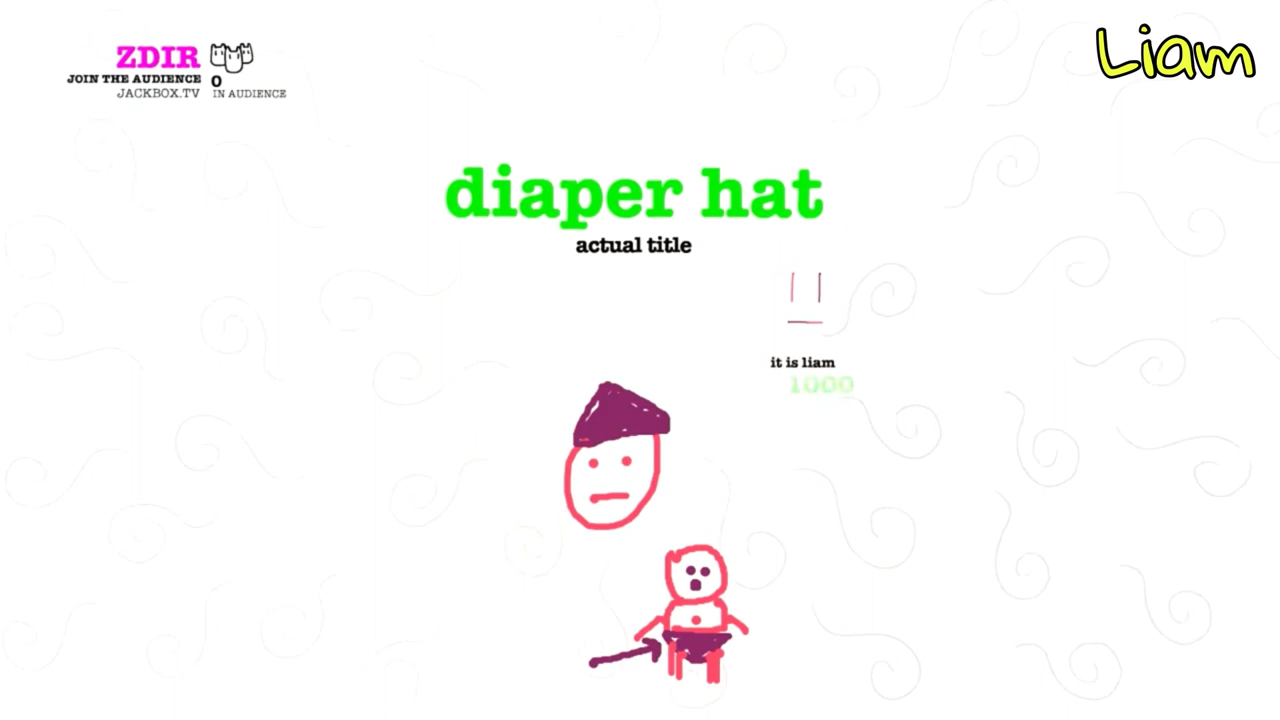 ZDIR
JOIN THE AUDIENCE
JACKBOX.TV
0
IN AUDIENCE
Liam
diaper hat
actual title
it is liam
1000